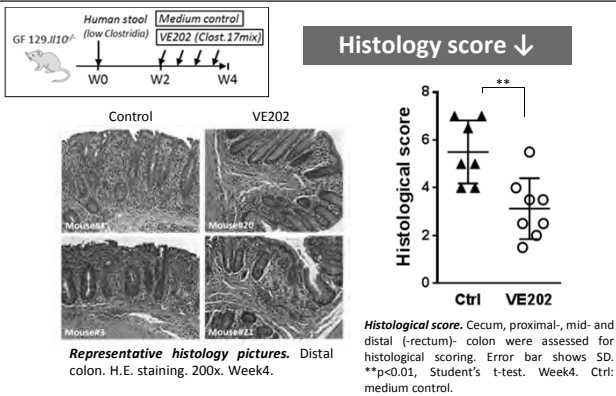 Human stool
(low Clostridia)
Medium control
VE202 (Clost.17mix)
GF 129.Il10-/-
W0
W2
W4
Histology score ↓
Control
VE202
Mouse#1
Mouse#20
Mouse#3
Mouse#21
Representative histology pictures. Distal
colon. H.E. staining. 200x. Week4.
**
Histological score
8
6
4
2
0
Ctrl
VE202
Histological score. Cecum, proximal-, mid- and
distal (-rectum)- colon were assessed for
histological scoring. Error bar shows SD.
**p<0.01, Student's t-test. Week4. Ctrl:
medium control.